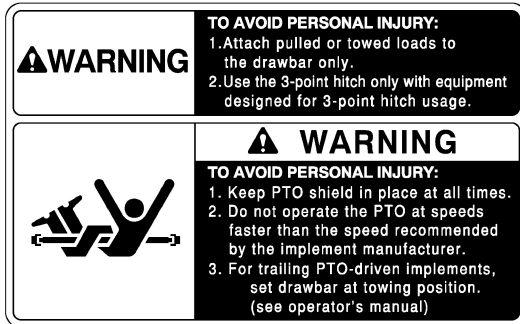 WARNING
TO AVOID PERSONAL INJURY:
1.Attach pulled or towed loads to
the drawbar only.
2.Use the 3-point hitch only with equipment
designed for 3-point hitch usage.
WARNING
TO AVOID PERSONAL INJURY:
1. Keep PTO shield in place at all times.
2. Do not operate the PTO at speeds
faster than the speed recommended
by the implement manufacturer.
3. For trailing PTO-driven implements,
set drawbar at towing position.
(see operator's manual)